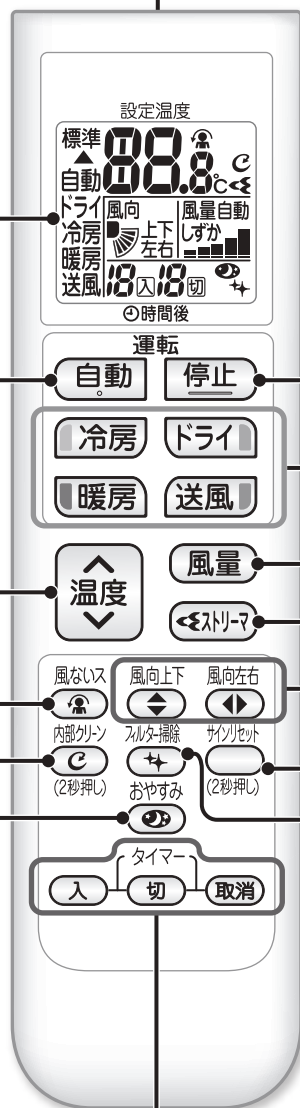 設定温度
標準
88.8℃
自動
ドライ 風向 風量自動
冷房 上下 しずか
左右
暖房
送風 18入18切
時間後
運転
自動 停止
冷房 ドライ
暖房 送風
温度 風量
ストリーマ
風ないス 風向上下 風向左右
内部クリーン フィルター掃除 サインリセット
(2秒押し) (2秒押し)
おやすみ
タイマー
入 切 取消